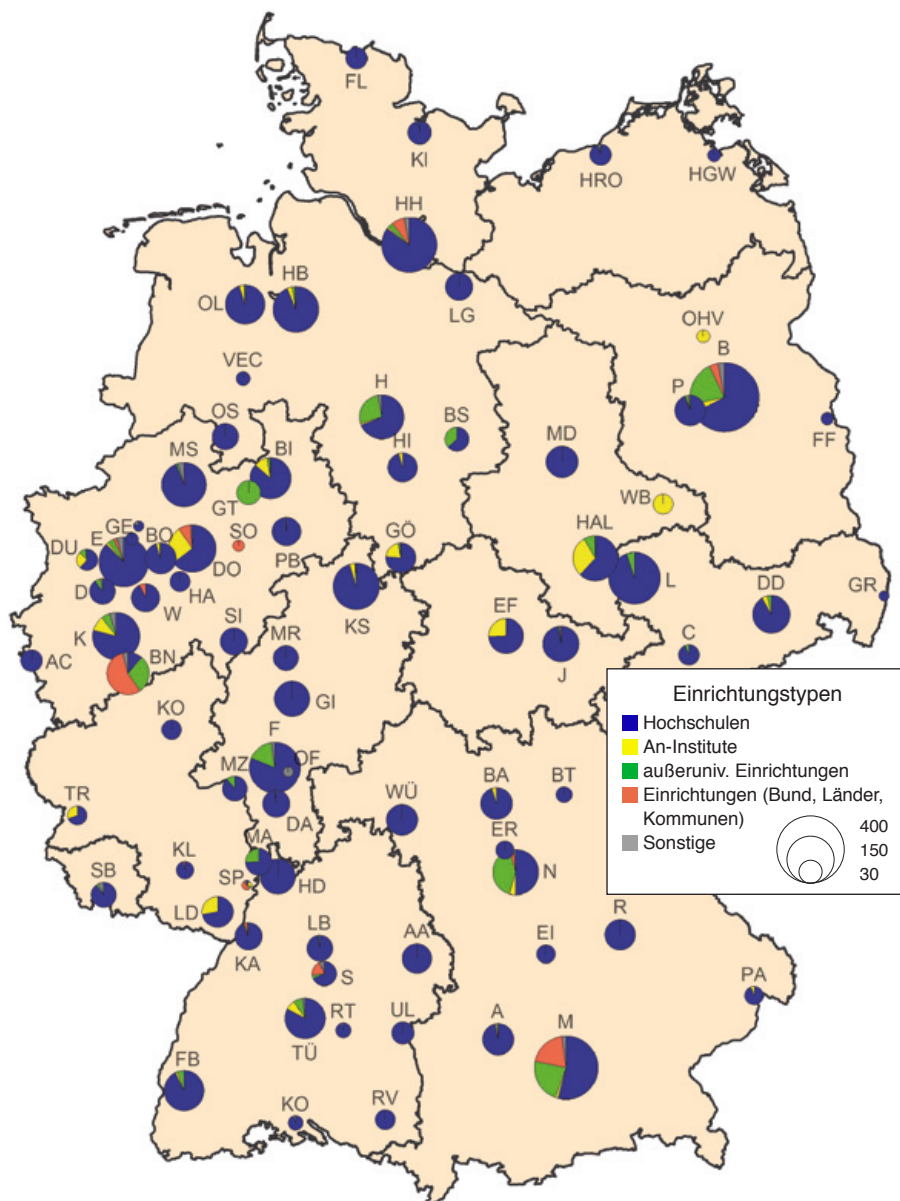 FL
KI
HRO
HGW
HH
HB
OL
LG
OHV
B
VEC
P
H
FF
OS
BS
HI
MD
MS
BI
WB
GT
GE
E
BO
SO
GÖ
HAL
DU
DO
PB
L
D
HA
W
DD
GR
K
SI
KS
EF
C
MR
J
AC
BN
GI
KO
F
OF
MZ
WÜ
BA
BT
TR
DA
ER
MA
KL
N
SB
SP
HD
LD
R
KA
LB
AA
EI
S
PA
RT
UL
A
M
TÜ
FB
KO
RV
Einrichtungstypen
Hochschulen
An-Institute
außeruniv. Einrichtungen
Einrichtungen (Bund, Länder,
Kommunen)
Sonstige
400
150
30